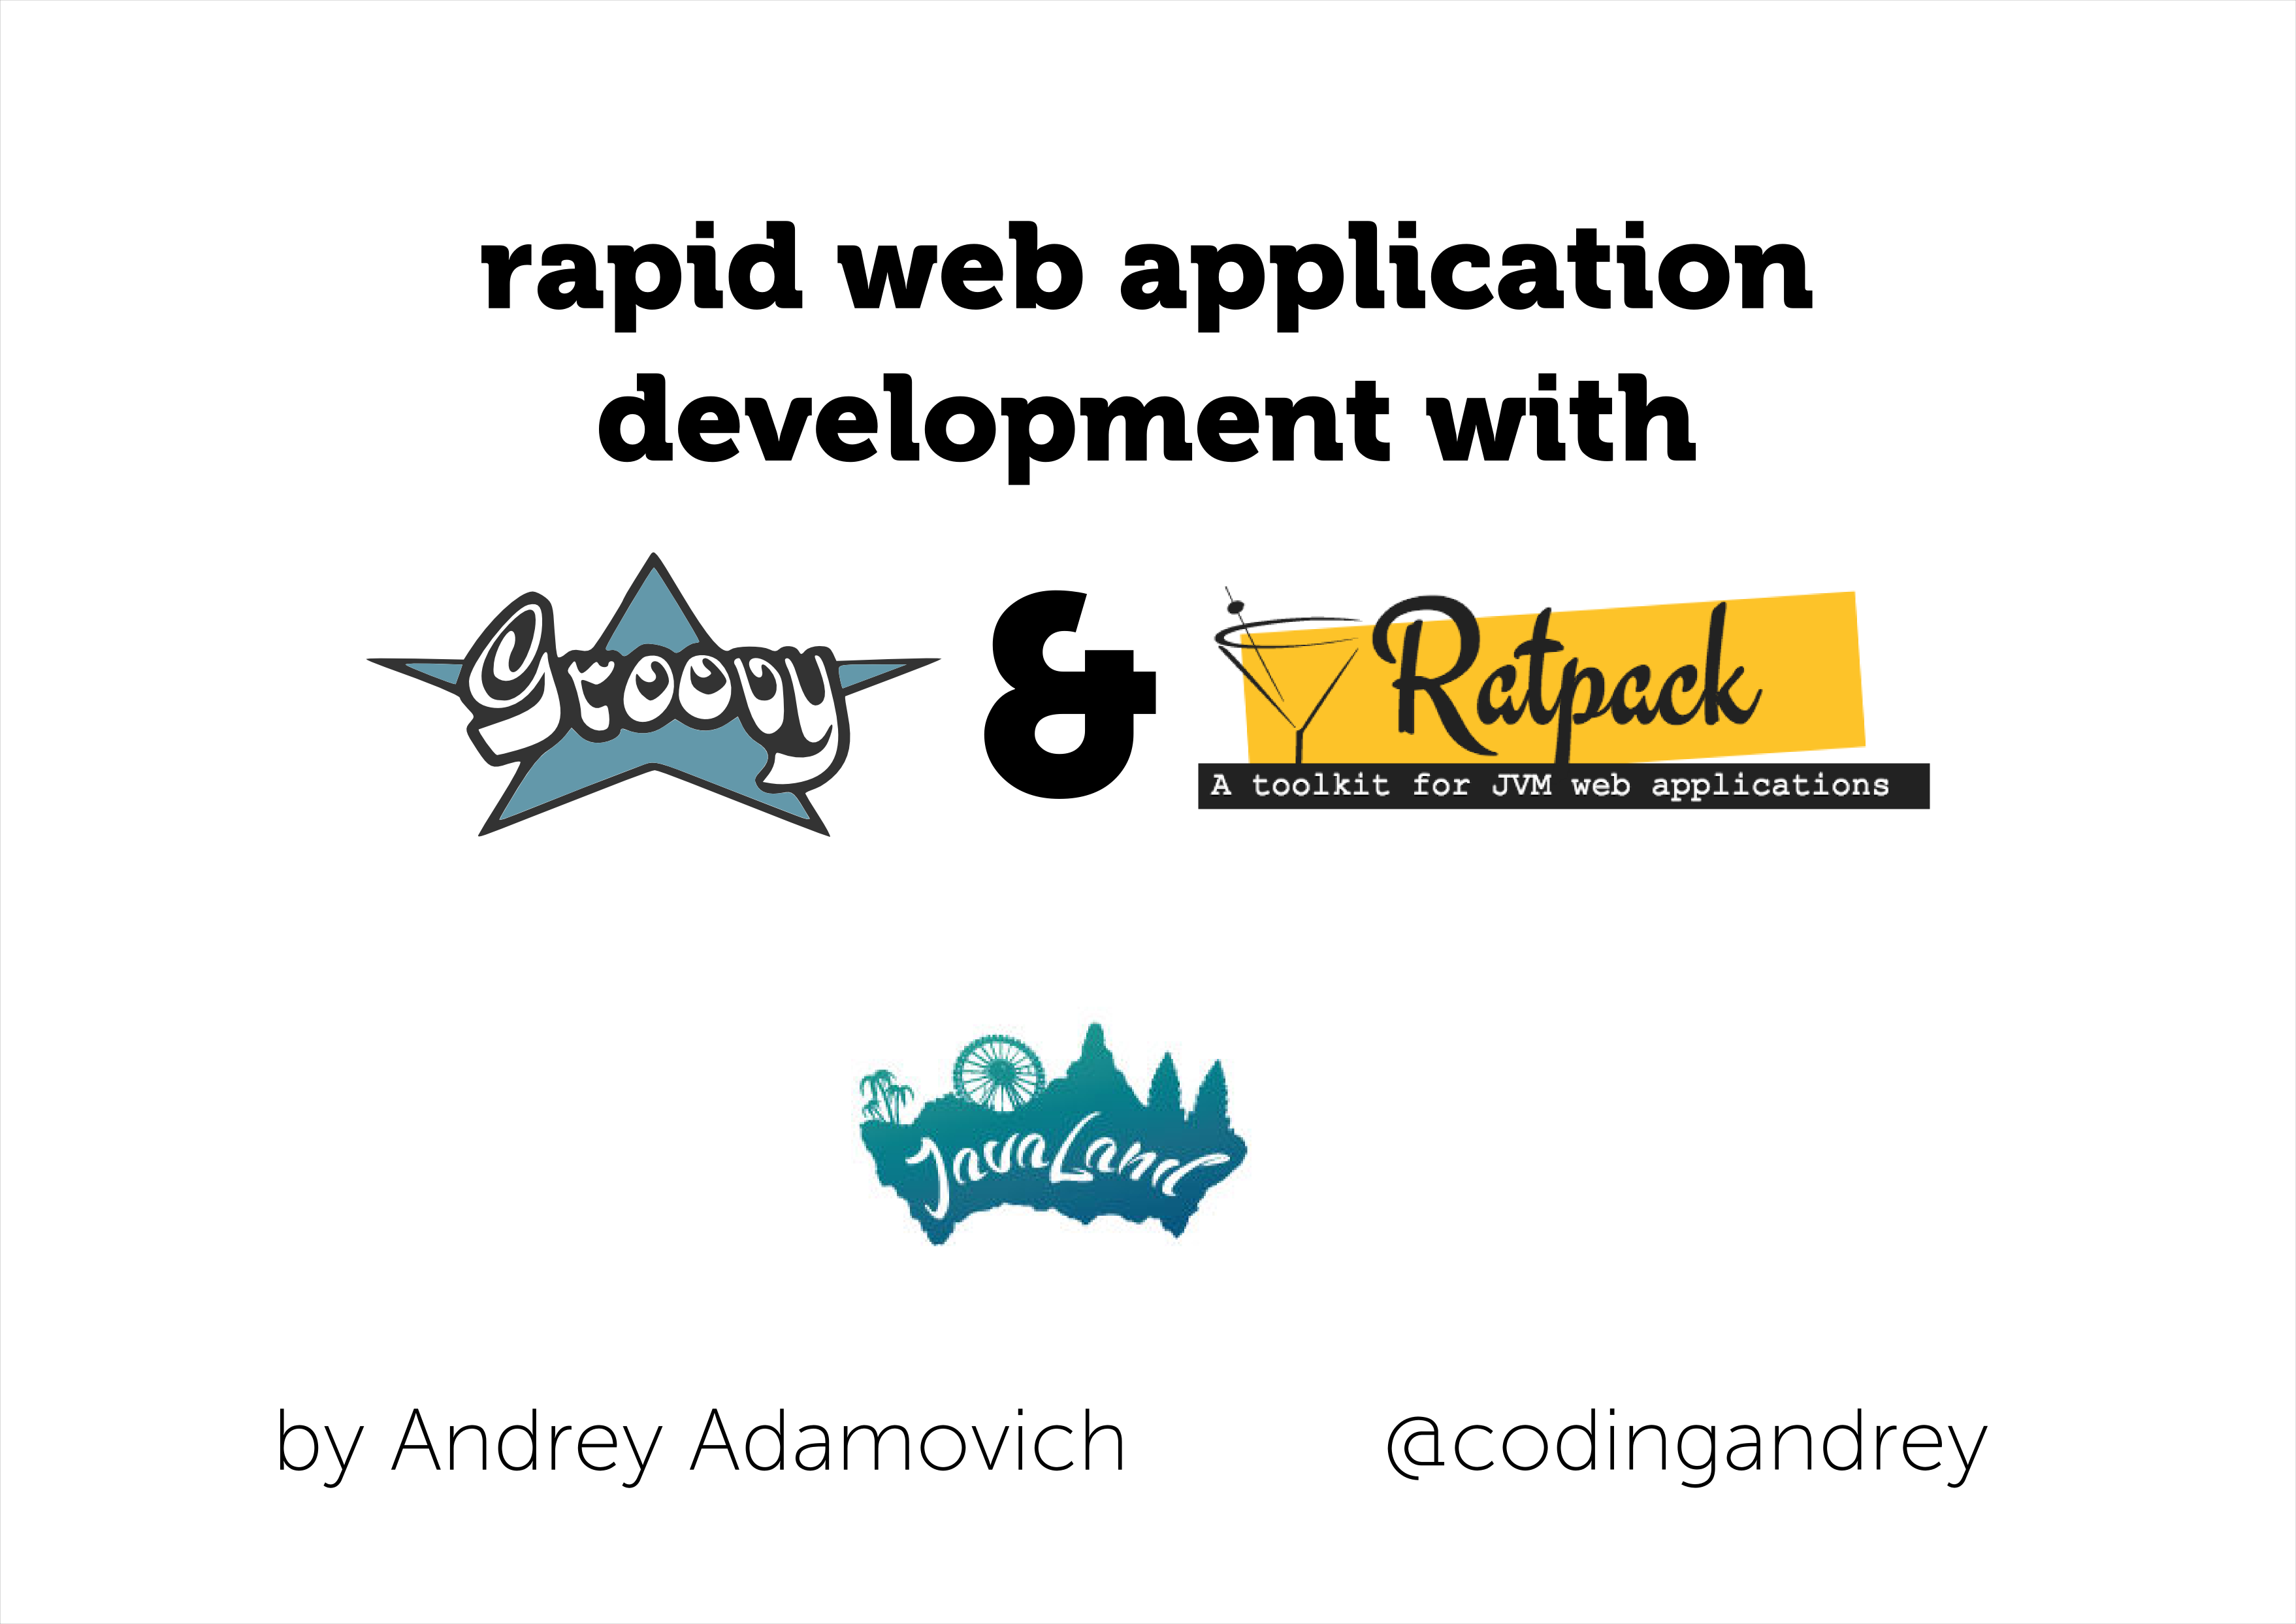 rapid web application
development with
Groovy & Ratpack
A toolkit for JVM web applications
JavaLand
by Andrey Adamovich @codingandrey